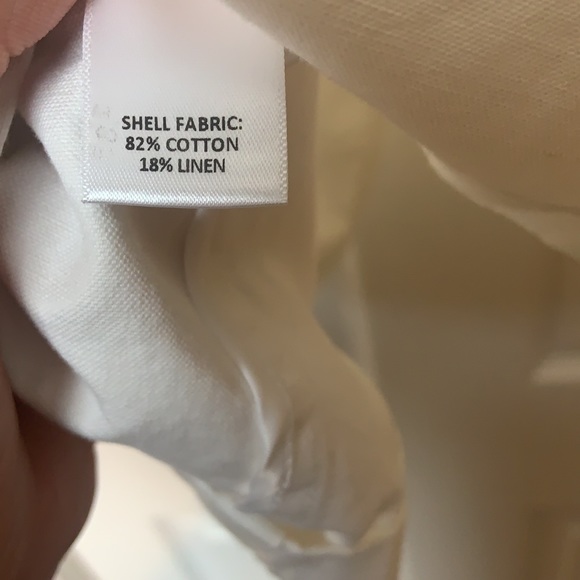 SHELL FABRIC:
82% COTTON
18% LINEN